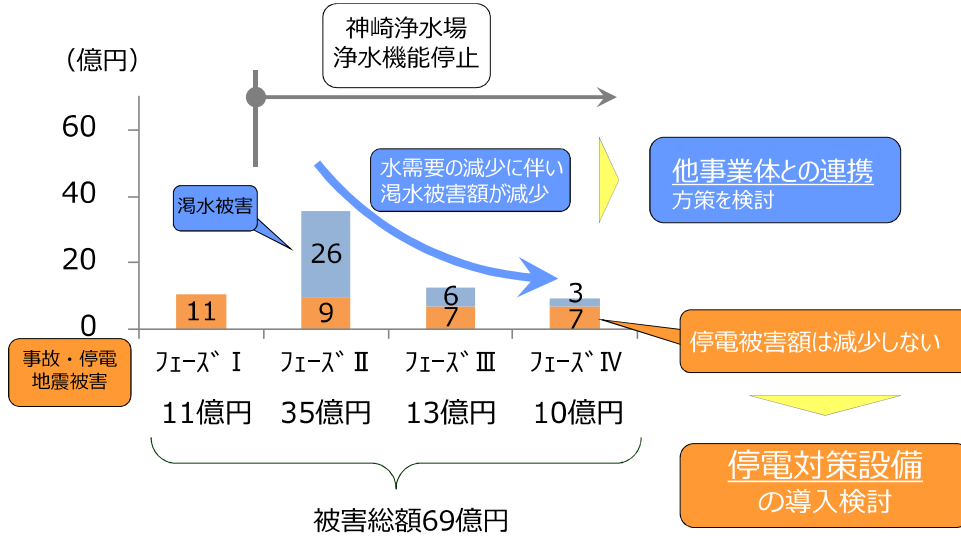 神崎浄水場
浄水機能停止
（億円）
60
40
20
0
水需要の減少に伴い
渇水被害額が減少
他事業体との連携
方策を検討
渇水被害
26
11
9
6
7
3
7
停電被害額は減少しない
事故・停電
地震被害
ﾌｪｰｽﾞⅠ
ﾌｪｰｽﾞⅡ
ﾌｪｰｽﾞⅢ
ﾌｪｰｽﾞⅣ
11億円
35億円
13億円
10億円
停電対策設備
の導入検討
被害総額69億円